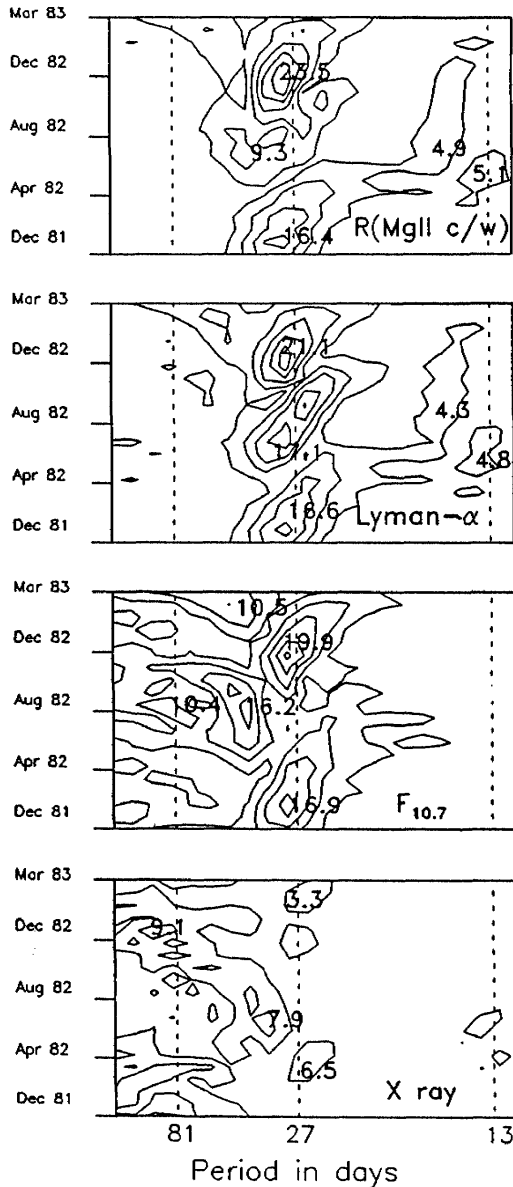 Mar 83
Dec 82
23.5
Aug 82
9.3
4.9
5.1
Apr 82
16.4
R(MgII c/w)
Dec 81
Mar 83
Dec 82
Aug 82
4.3
17.1
4.8
Apr 82
18.6
Lyman-α
Dec 81
Mar 83
10.5
Dec 82
19.9
Aug 82
10.4
16.2
Apr 82
16.9
F10.7
Dec 81
Mar 83
3.3
Dec 82
9.1
Aug 82
7.9
Apr 82
6.5
X ray
Dec 81
81 27 13
Period in days